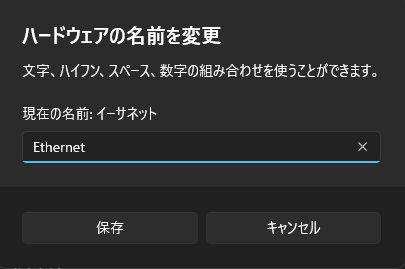 ハードウェアの名前を変更
文字、ハイフン、スペース、数字の組み合わせを使うことができます。
現在の名前: イーサネット
Ethernet
保存
キャンセル